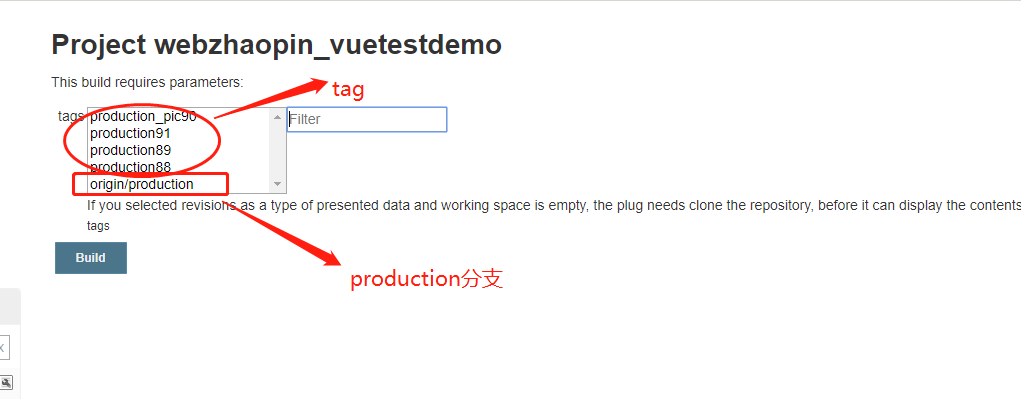 Project webzhaopin_vuetestdemo
This build requires parameters:
tag
tags
production_pic90
Filter
production91
production89
production88
origin/production
If you selected revisions as a type of presented data and working space is empty, the plug needs clone the repository, before it can display the contents
tags
Build
production分支
X